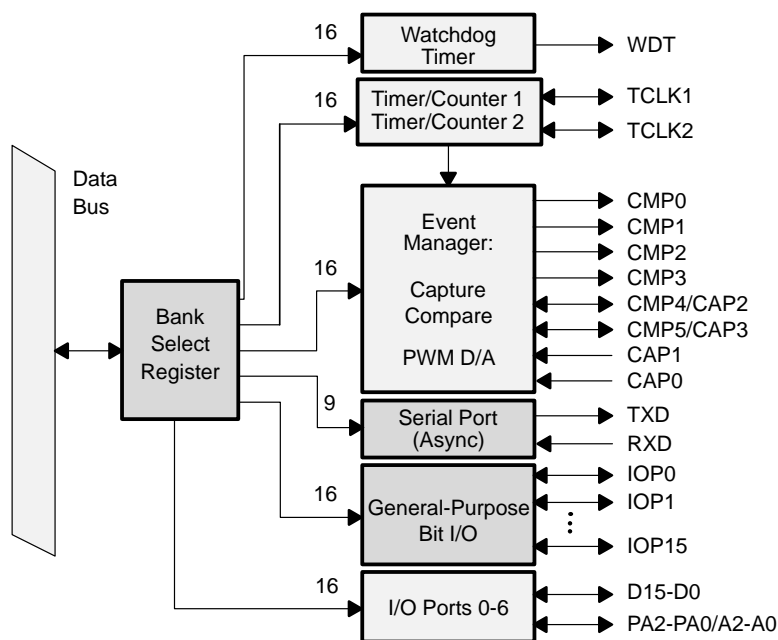 16
Watchdog
Timer
WDT
16
Timer/Counter 1
Timer/Counter 2
TCLK1
TCLK2
Data
Bus
16
Event
Manager:
Capture
Compare
PWM D/A
CMP0
CMP1
CMP2
CMP3
CMP4/CAP2
CMP5/CAP3
CAP1
CAP0
Bank
Select
Register
9
Serial Port
(Async)
TXD
RXD
16
General-Purpose
Bit I/O
IOP0
IOP1
IOP15
16
I/O Ports 0-6
D15-D0
PA2-PA0/A2-A0